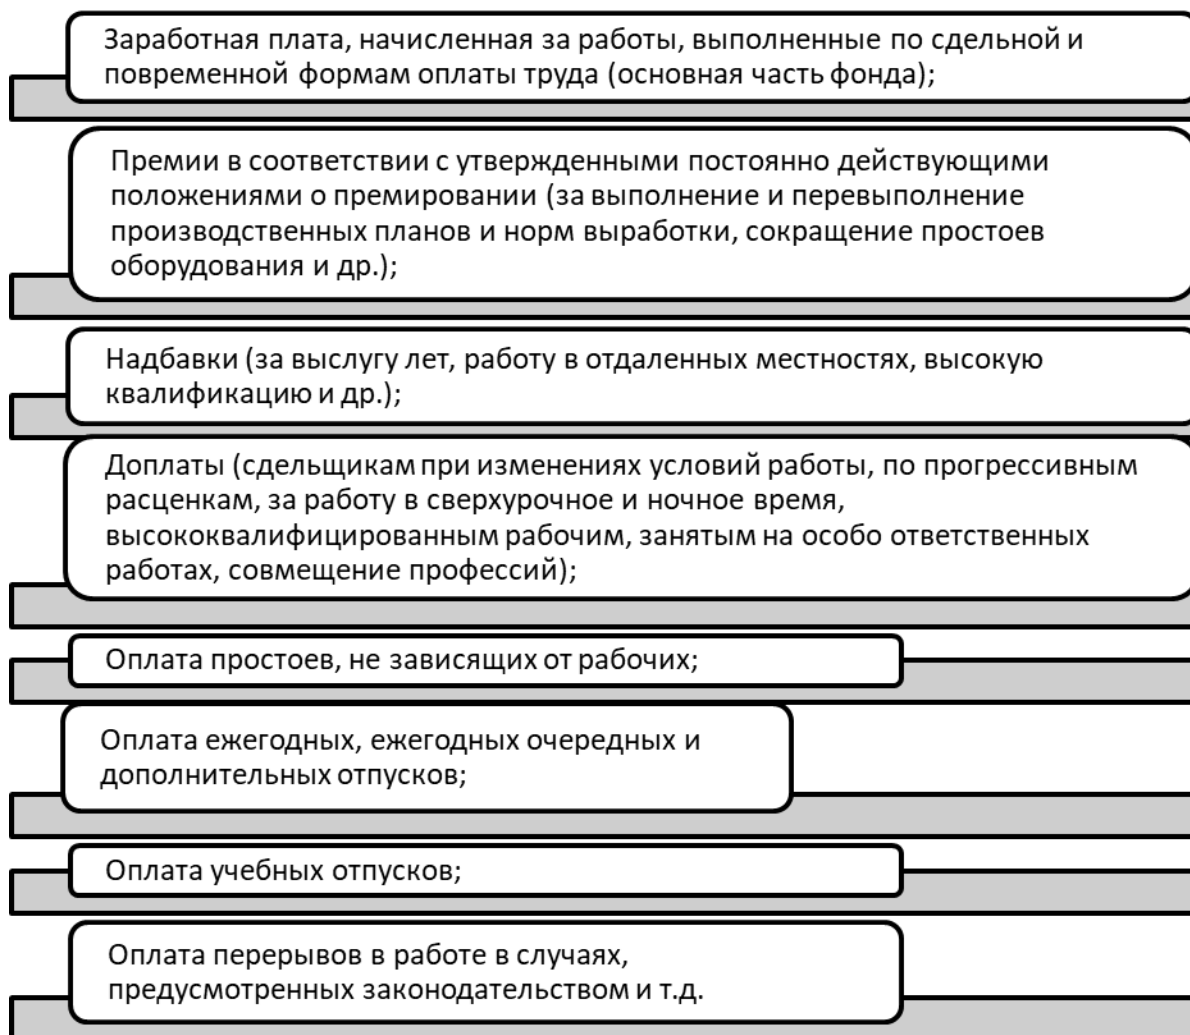 Заработная плата, начисленная за работы, выполненные по сдельной и
повременной формам оплаты труда (основная часть фонда);
Премии в соответствии с утвержденными постоянно действующими
положениями о премировании (за выполнение и перевыполнение
производственных планов и норм выработки, сокращение простоев
оборудования и др.);
Надбавки (за выслугу лет, работу в отдаленных местностях, высокую
квалификацию и др.);
Доплаты (сдельщикам при изменениях условий работы, по прогрессивным
расценкам, за работу в сверхурочное и ночное время,
высококвалифицированным рабочим, занятым на особо ответственных
работах, совмещение профессий);
Оплата простоев, не зависящих от рабочих;
Оплата ежегодных, ежегодных очередных и
дополнительных отпусков;
Оплата учебных отпусков;
Оплата перерывов в работе в случаях,
предусмотренных законодательством и т.д.